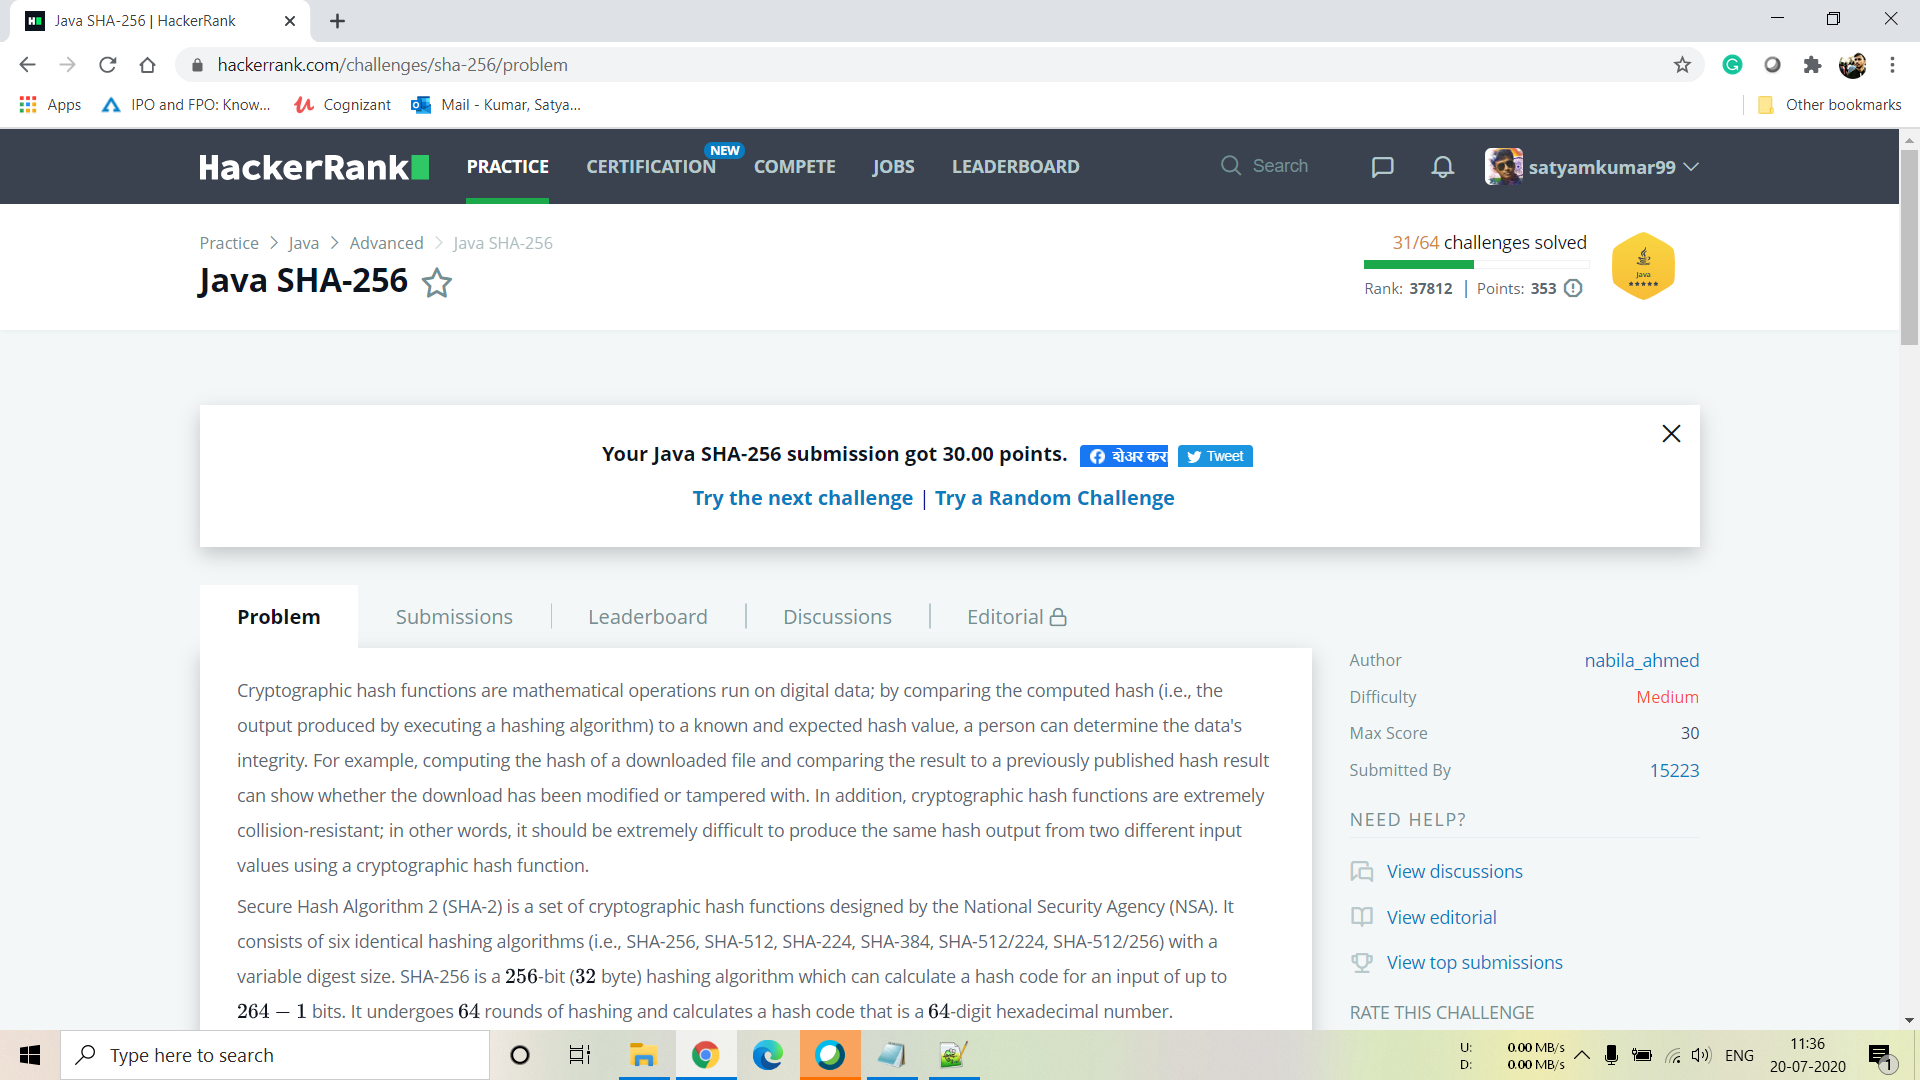 Java SHA-256 | HackerRank
hackerrank.com/challenges/sha-256/problem
Apps
IPO and FPO: Know...
Cognizant
Mail - Kumar, Satya...
Other bookmarks
HackerRank
PRACTICE
CERTIFICATION
NEW
COMPETE
JOBS
LEADERBOARD
Search
satyamkumar99
Practice > Java > Advanced > Java SHA-256
Java SHA-256
31/64 challenges solved
Rank: 37812 | Points: 353
Java
Your Java SHA-256 submission got 30.00 points.
शेअर कर
Tweet
Try the next challenge | Try a Random Challenge
Problem
Submissions
Leaderboard
Discussions
Editorial
Cryptographic hash functions are mathematical operations run on digital data; by comparing the computed hash (i.e., the
output produced by executing a hashing algorithm) to a known and expected hash value, a person can determine the data's
integrity. For example, computing the hash of a downloaded file and comparing the result to a previously published hash result
can show whether the download has been modified or tampered with. In addition, cryptographic hash functions are extremely
collision-resistant; in other words, it should be extremely difficult to produce the same hash output from two different input
values using a cryptographic hash function.
Secure Hash Algorithm 2 (SHA-2) is a set of cryptographic hash functions designed by the National Security Agency (NSA). It
consists of six identical hashing algorithms (i.e., SHA-256, SHA-512, SHA-224, SHA-384, SHA-512/224, SHA-512/256) with a
variable digest size. SHA-256 is a 256-bit (32 byte) hashing algorithm which can calculate a hash code for an input of up to
264 − 1 bits. It undergoes 64 rounds of hashing and calculates a hash code that is a 64-digit hexadecimal number.
Author nabila_ahmed
Difficulty Medium
Max Score 30
Submitted By 15223
NEED HELP?
View discussions
View editorial
View top submissions
RATE THIS CHALLENGE
Type here to search
U: 0.00 MB/s
D: 0.00 MB/s
ENG
11:36
20-07-2020
1